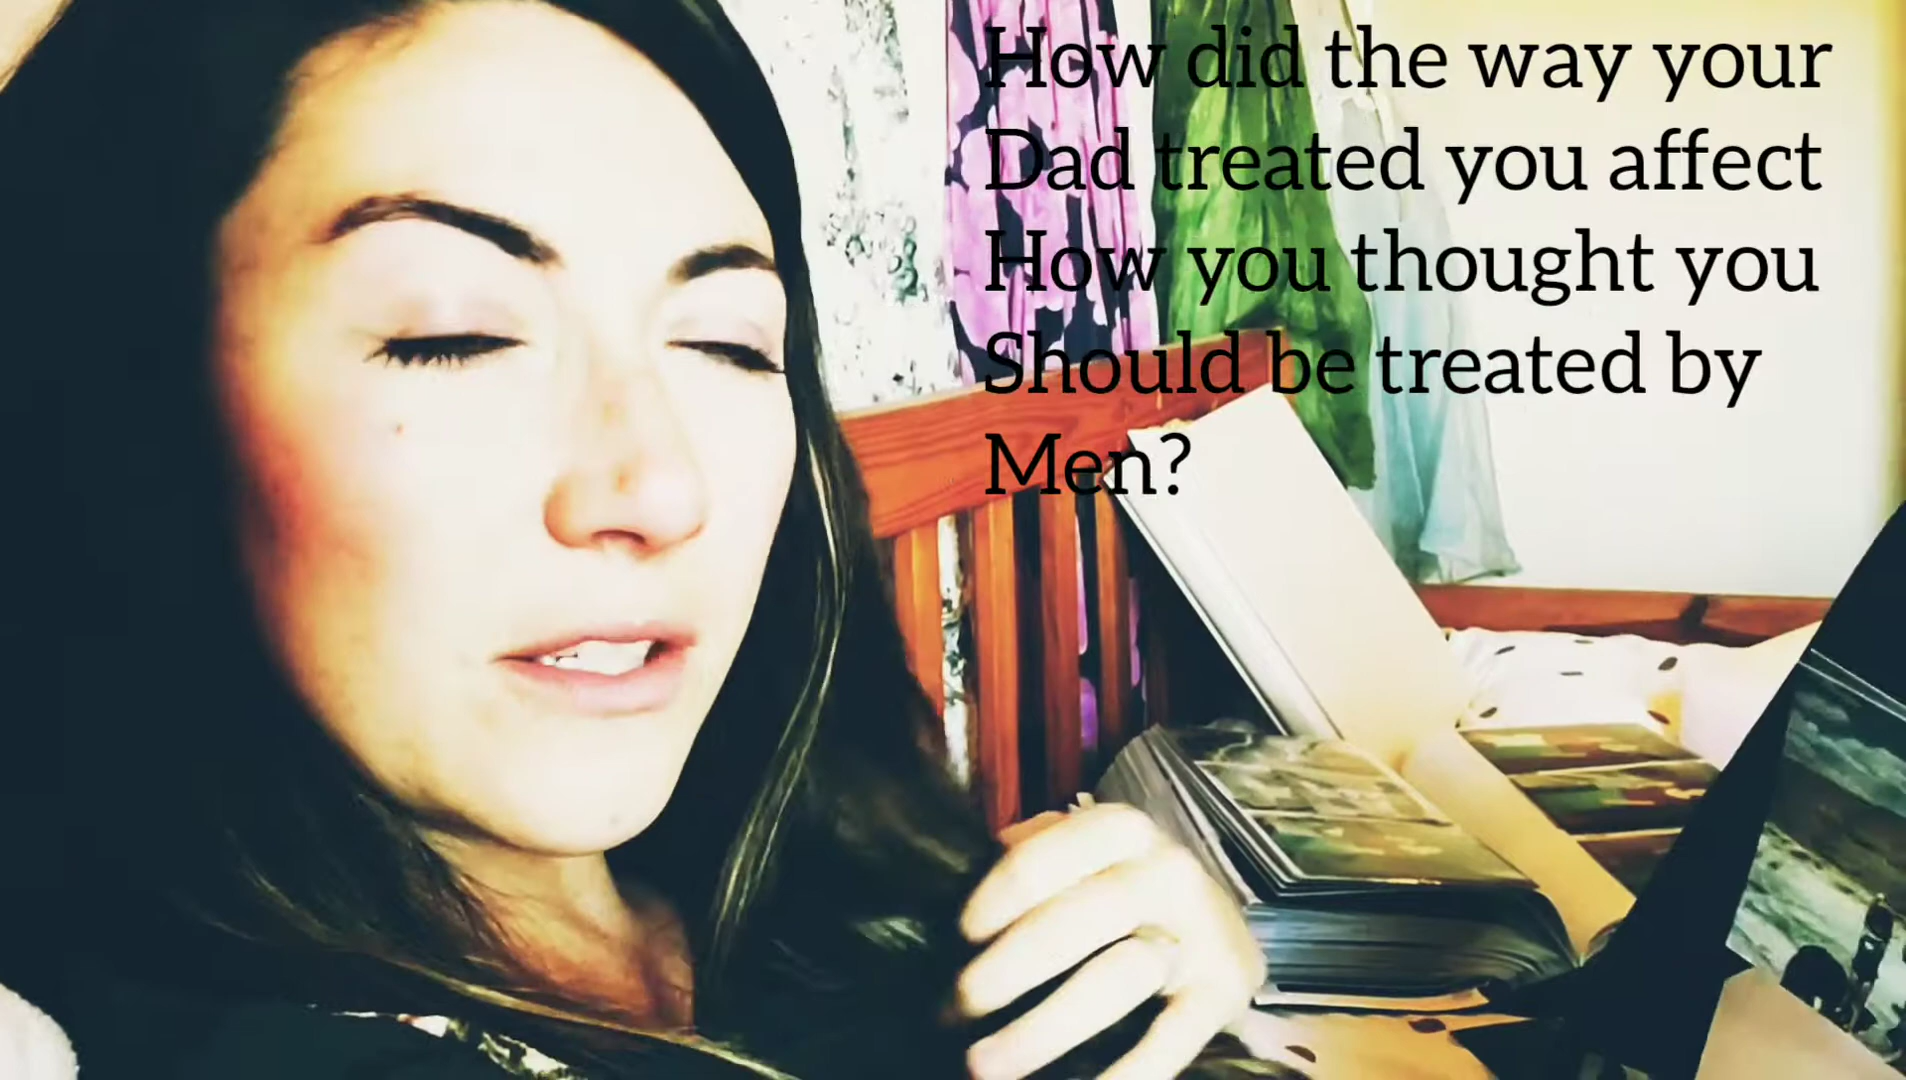 How did the way your
Dad treated you affect
How you thought you
Should be treated by
Men?